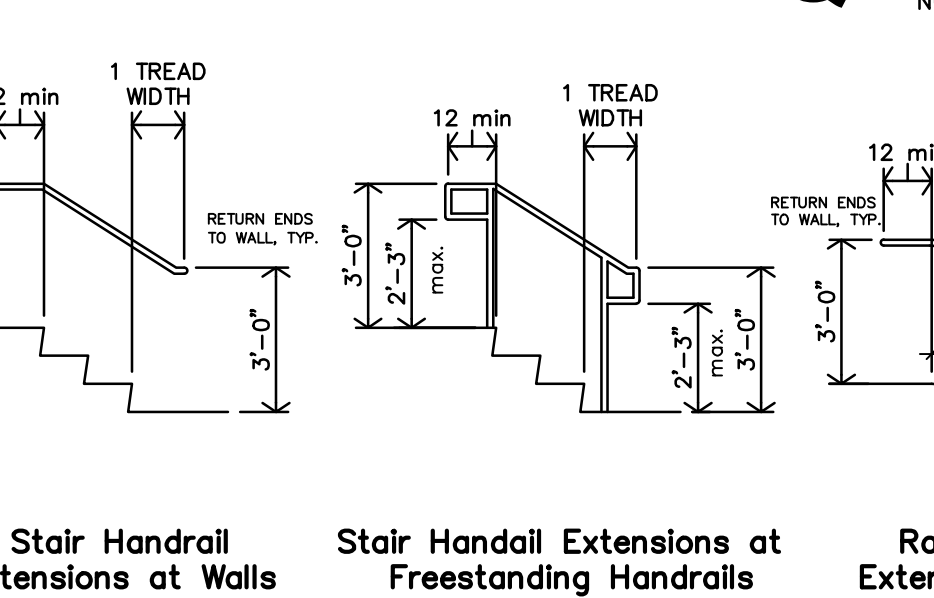 1 TREAD
WIDTH
2 min
RETURN ENDS
TO WALL, TYP.
3'-0"
Stair Handrail
tensions at Walls
1 TREAD
WIDTH
12 min
3'-0"
2'-3"
max.
2'-3"
max.
3'-0"
Stair Handail Extensions at
Freestanding Handrails
N
12 mi
RETURN ENDS
TO WALL, TYP.
3'-0"
Ra
Exter